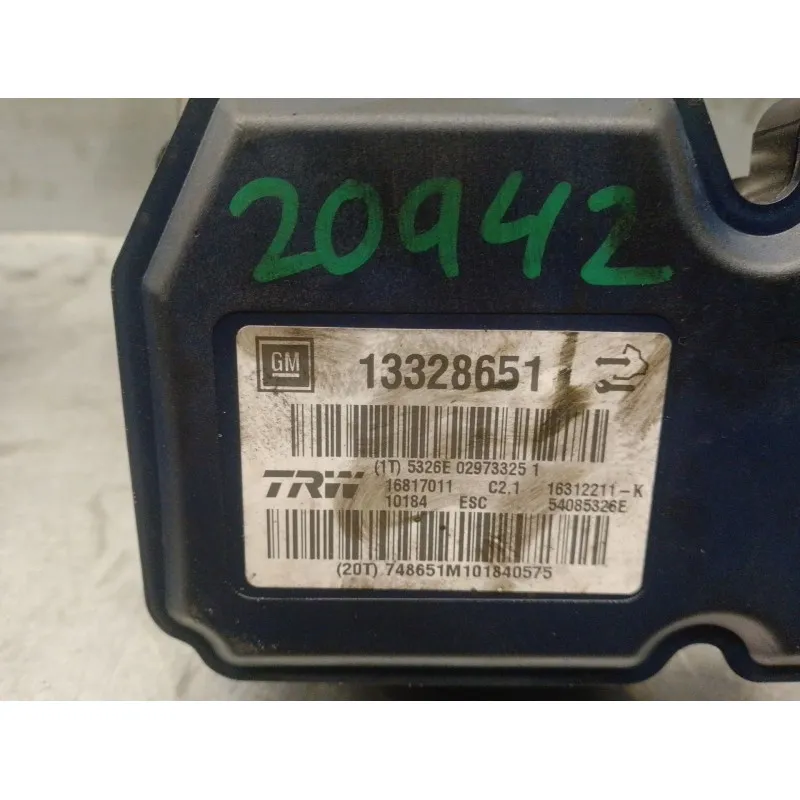 20942
GM 13328651
(1T) 5326E 02973325 1
TRW 16817011 C2.1 16312211-K
10184 ESC 54085326E
(20T) 748651M101840575